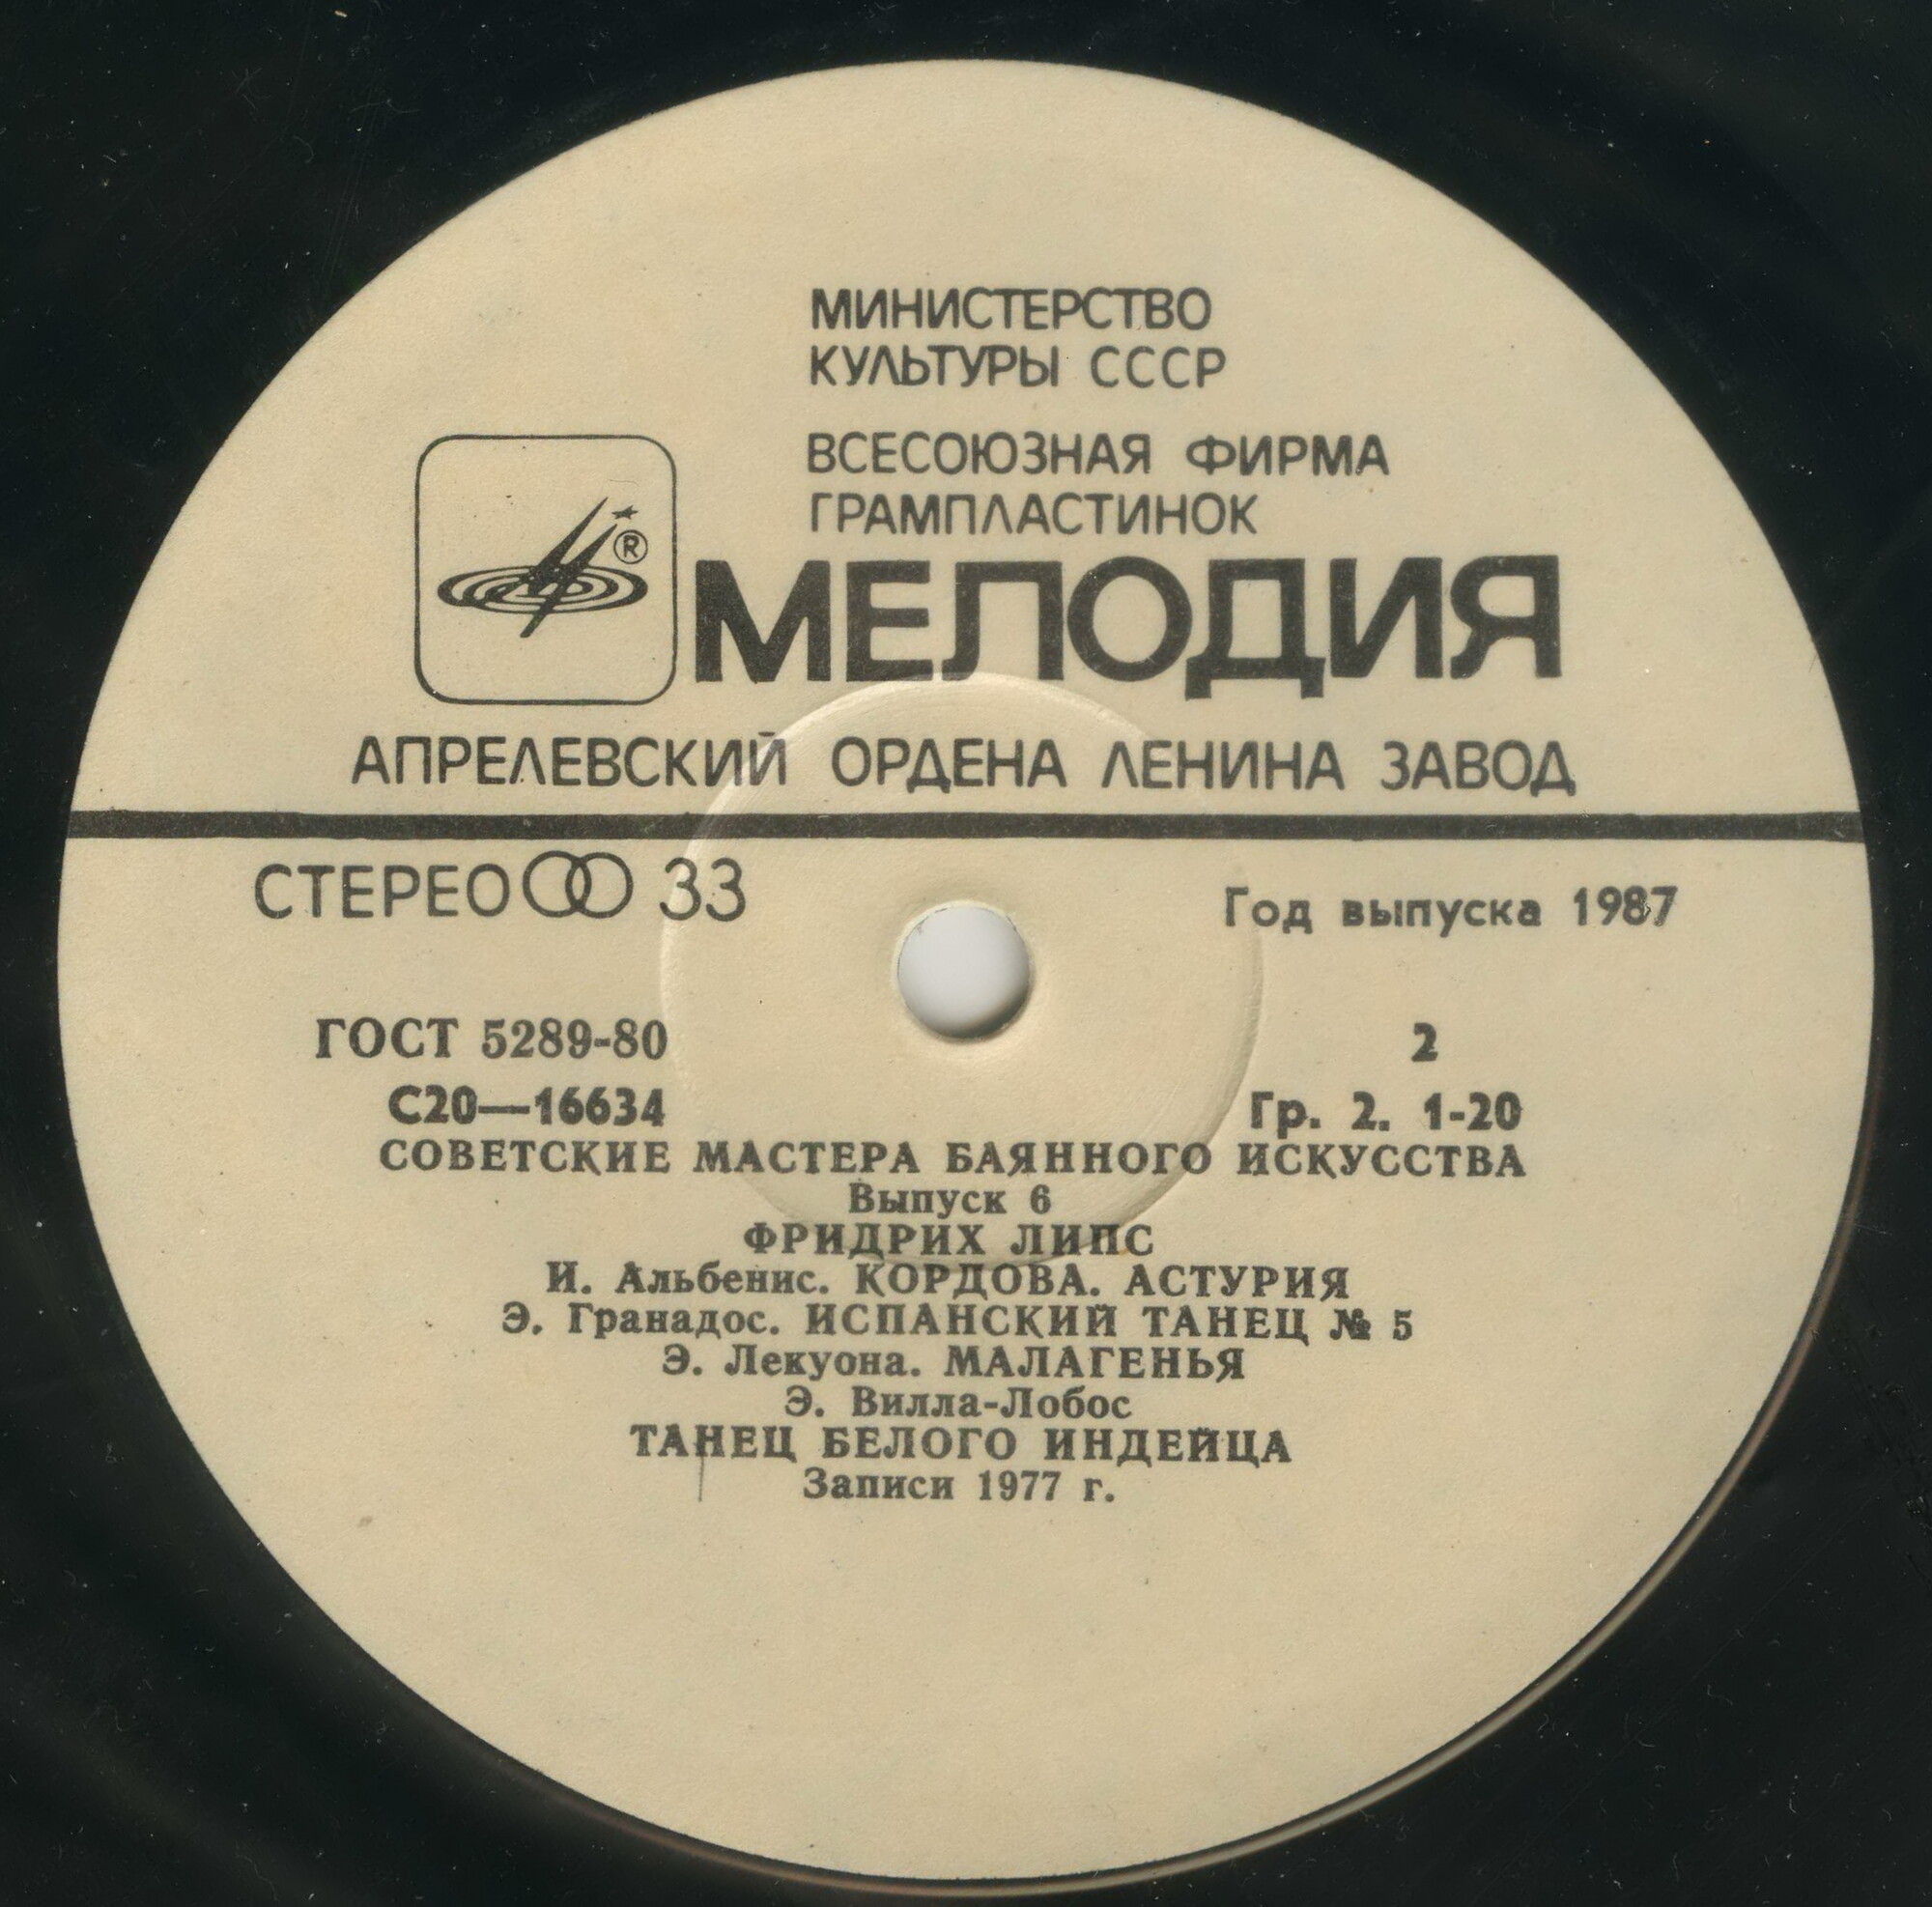 МИНИСТЕРСТВО
КУЛЬТУРЫ СССР
ВСЕСОЮЗНАЯ ФИРМА
ГРАМПЛАСТИНОК
®
МЕЛОДИЯ
АПРЕЛЕВСКИЙ ОРДЕНА ЛЕНИНА ЗАВОД
СТЕРЕО 33
Год выпуска 1987
ГОСТ 5289-80
2
С20—16634
Гр. 2. 1-20
СОВЕТСКИЕ МАСТЕРА БАЯННОГО ИСКУССТВА
Выпуск 6
ФРИДРИХ ЛИПС
И. Альбенис. КОРДОВА. АСТУРИЯ
Э. Гранадос. ИСПАНСКИЙ ТАНЕЦ № 5
Э. Лекуона. МАЛАГЕНЬЯ
Э. Вилла-Лобос
ТАНЕЦ БЕЛОГО ИНДЕЙЦА
Записи 1977 г.